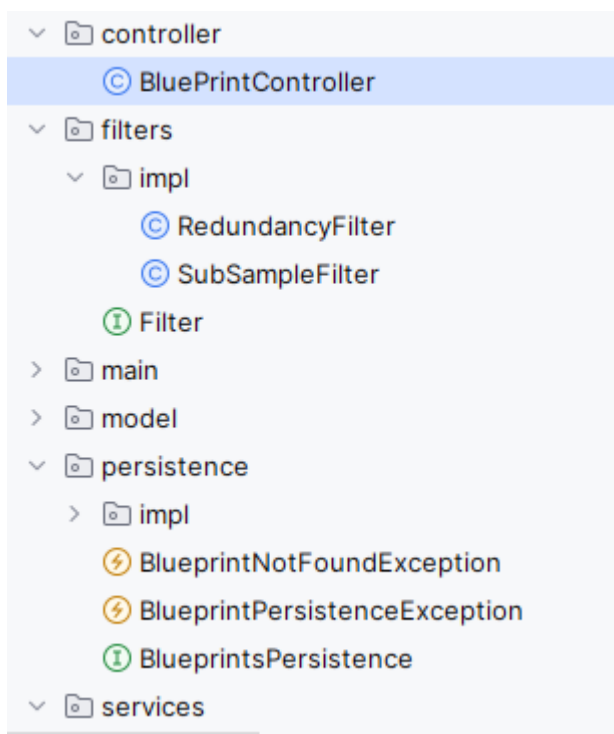 controller
BluePrintController
filters
impl
RedundancyFilter
SubSampleFilter
Filter
main
model
persistence
impl
BlueprintNotFoundException
BlueprintPersistenceException
BlueprintsPersistence
services